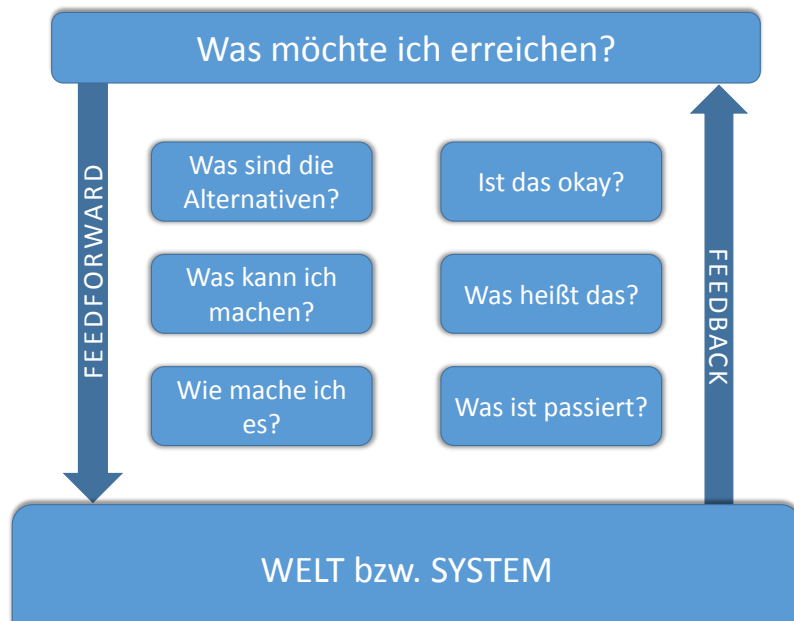 Was möchte ich erreichen?
FEEDFORWARD
Was sind die
Alternativen?
Was kann ich
machen?
Wie mache ich
es?
Ist das okay?
Was heißt das?
Was ist passiert?
FEEDBACK
WELT bzw. SYSTEM